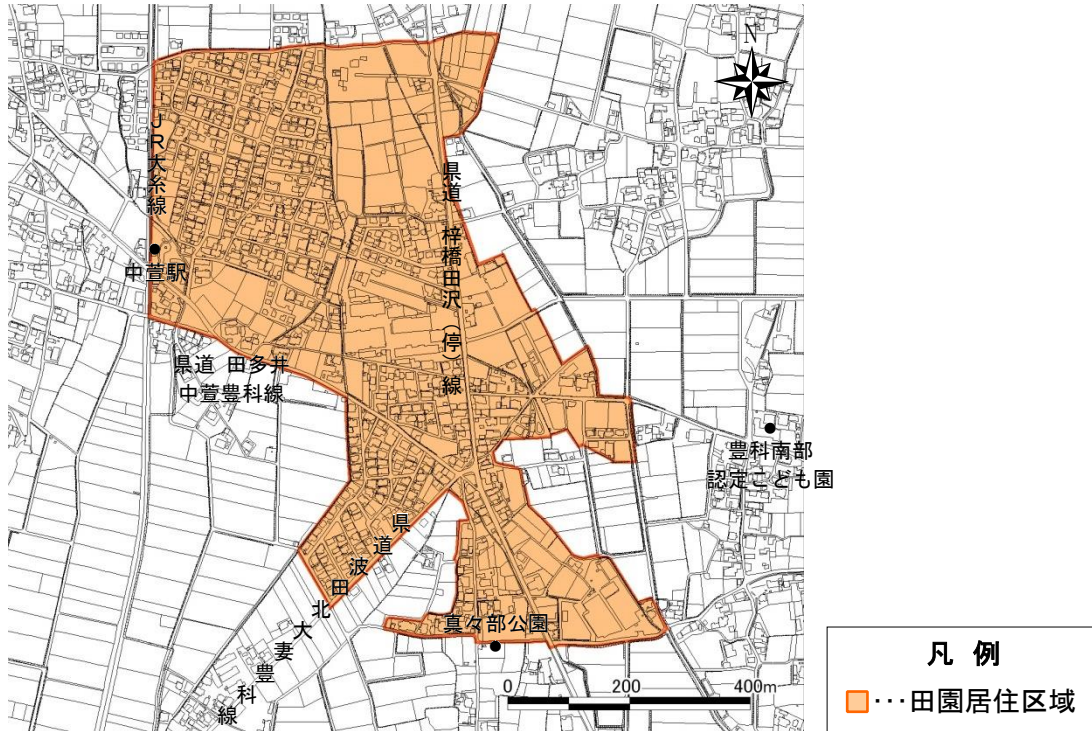 N
JR大糸線
中萱駅
県道 梓橋田沢(停)線
県道 田多井
中萱豊科線
豊科南部
認定こども園
県道波田北大妻豊科線
真々部公園
0 200 400m
凡 例
･･･田園居住区域